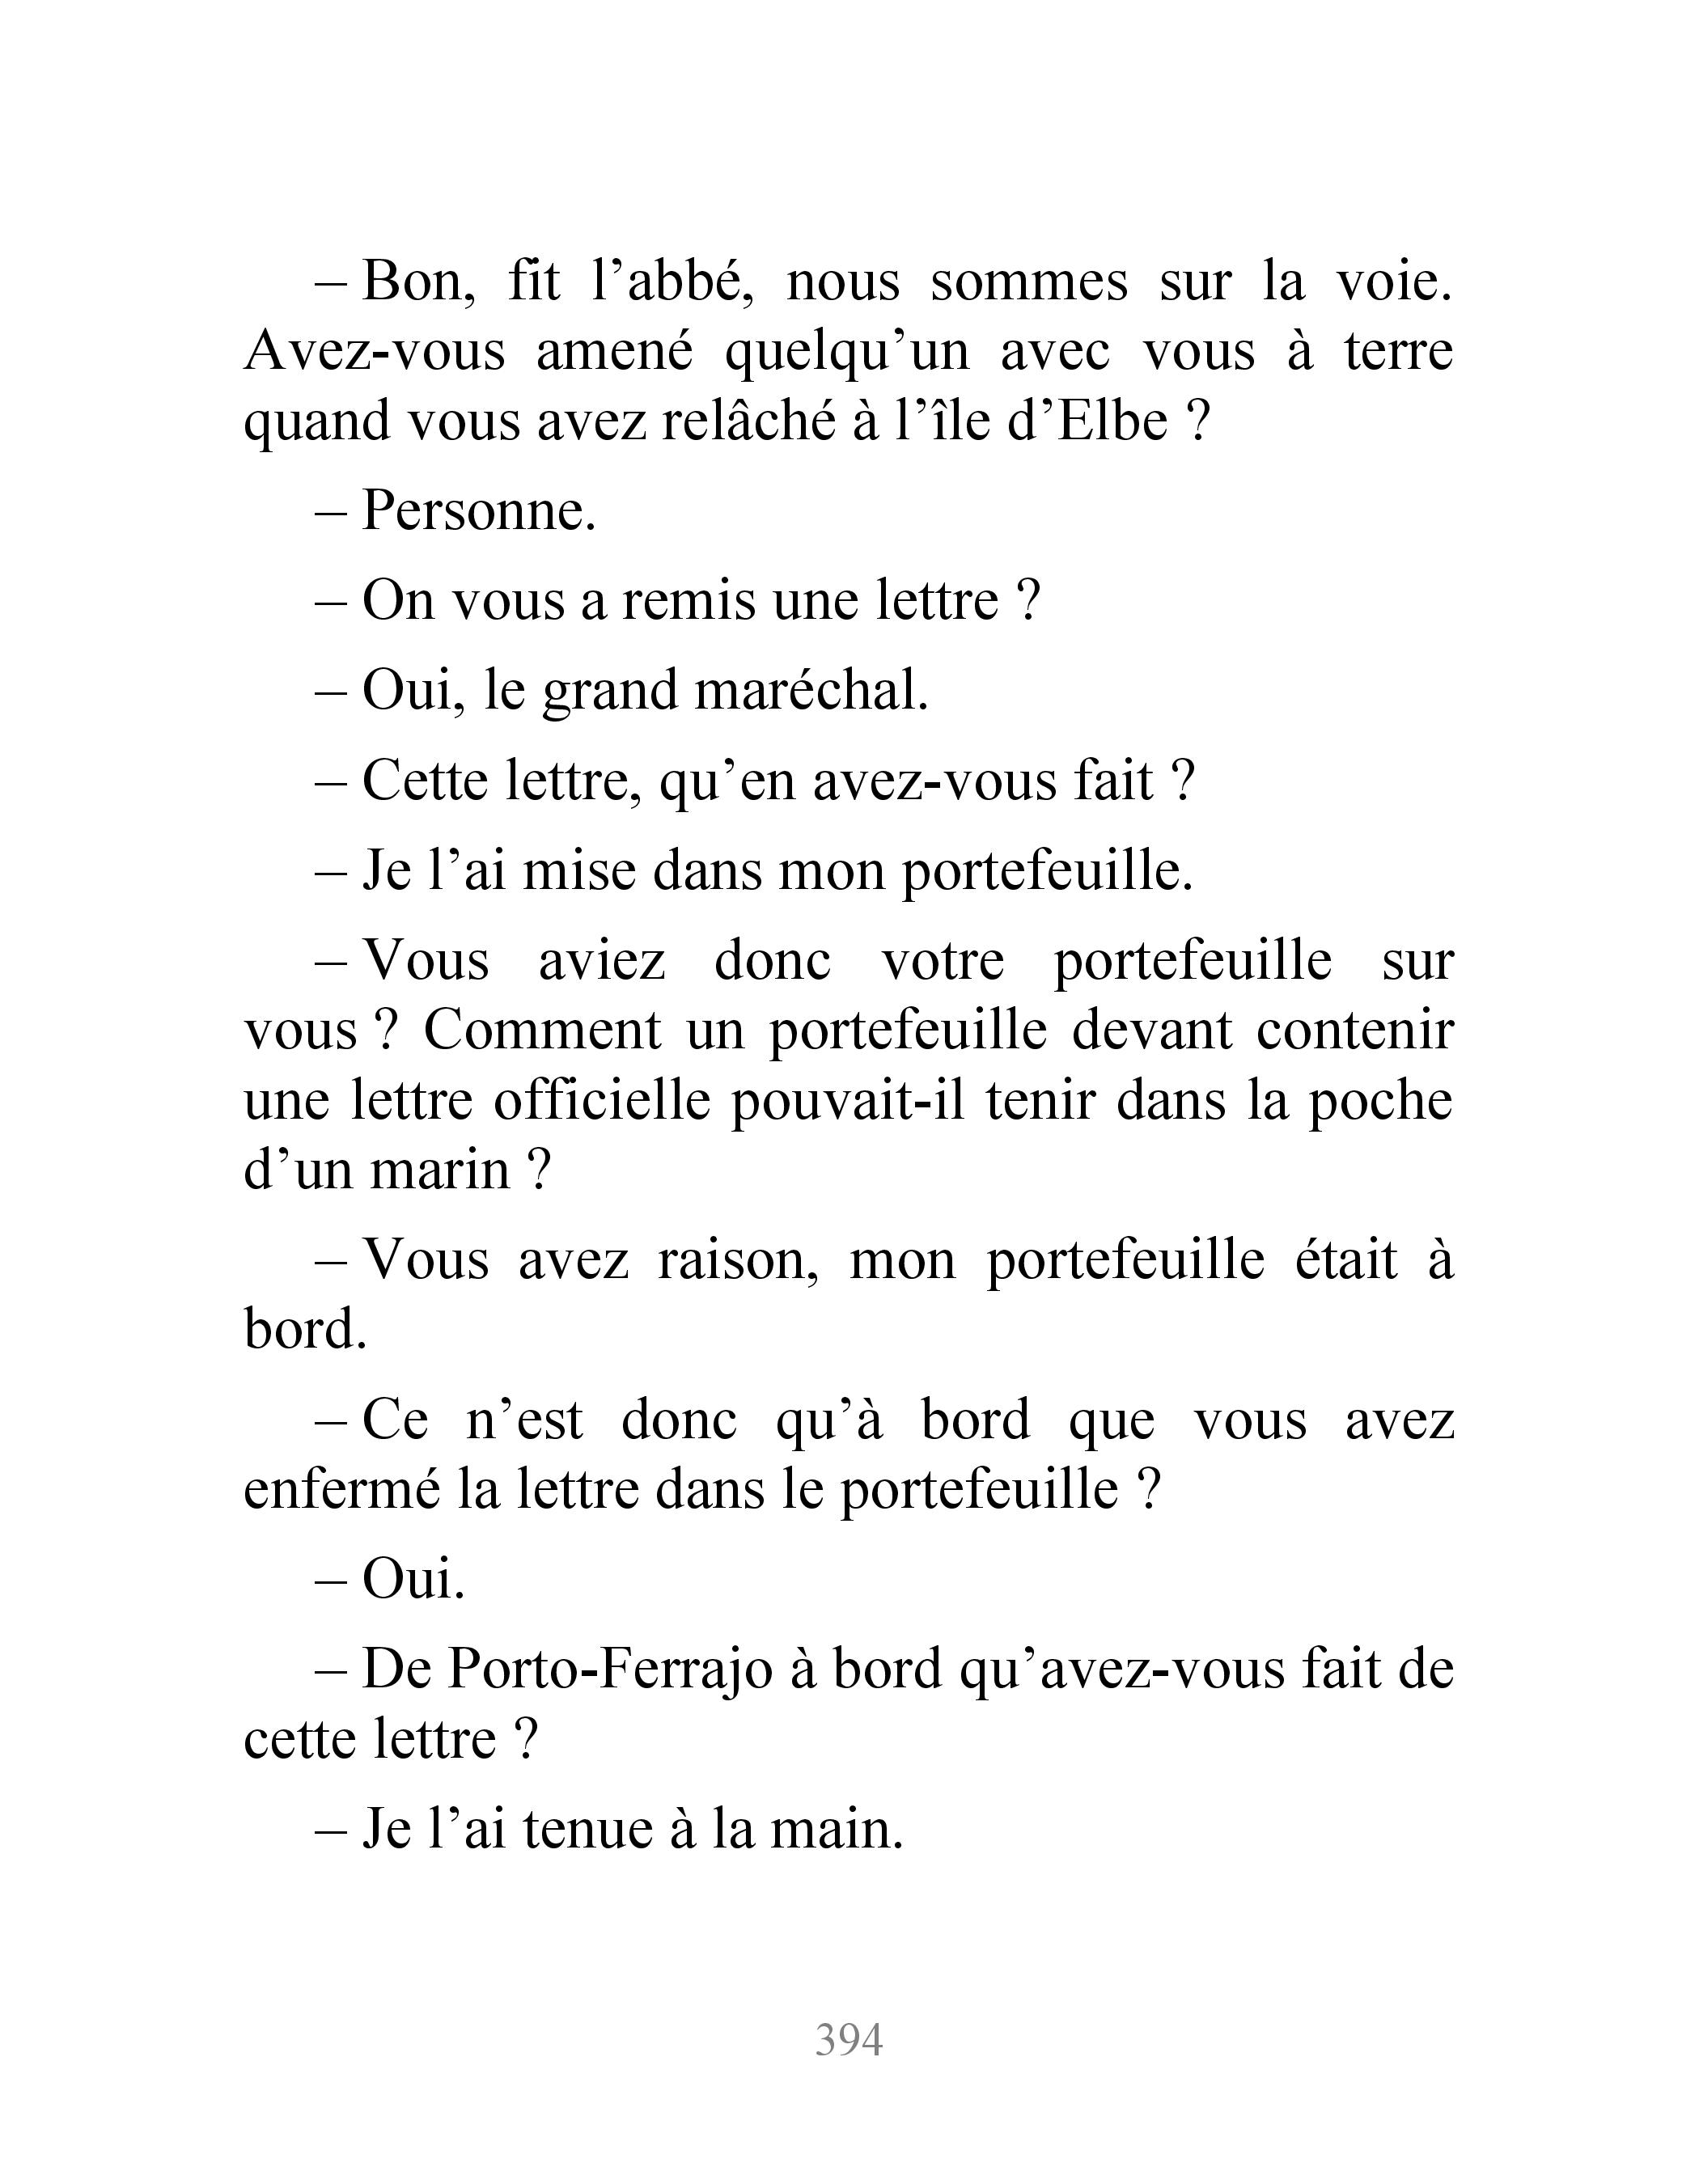 – Bon, fit l’abbé, nous sommes sur la voie.
Avez-vous amené quelqu’un avec vous à terre
quand vous avez relâché à l’île d’Elbe ?
– Personne.
– On vous a remis une lettre ?
– Oui, le grand maréchal.
– Cette lettre, qu’en avez-vous fait ?
– Je l’ai mise dans mon portefeuille.
– Vous aviez donc votre portefeuille sur
vous ? Comment un portefeuille devant contenir
une lettre officielle pouvait-il tenir dans la poche
d’un marin ?
– Vous avez raison, mon portefeuille était à
bord.
– Ce n’est donc qu’à bord que vous avez
enfermé la lettre dans le portefeuille ?
– Oui.
– De Porto-Ferrajo à bord qu’avez-vous fait de
cette lettre ?
– Je l’ai tenue à la main.
394